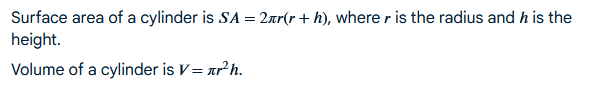 Surface area of a cylinder is SA = 2πr(r + h), where r is the radius and h is the
height.
Volume of a cylinder is V = πr²h.